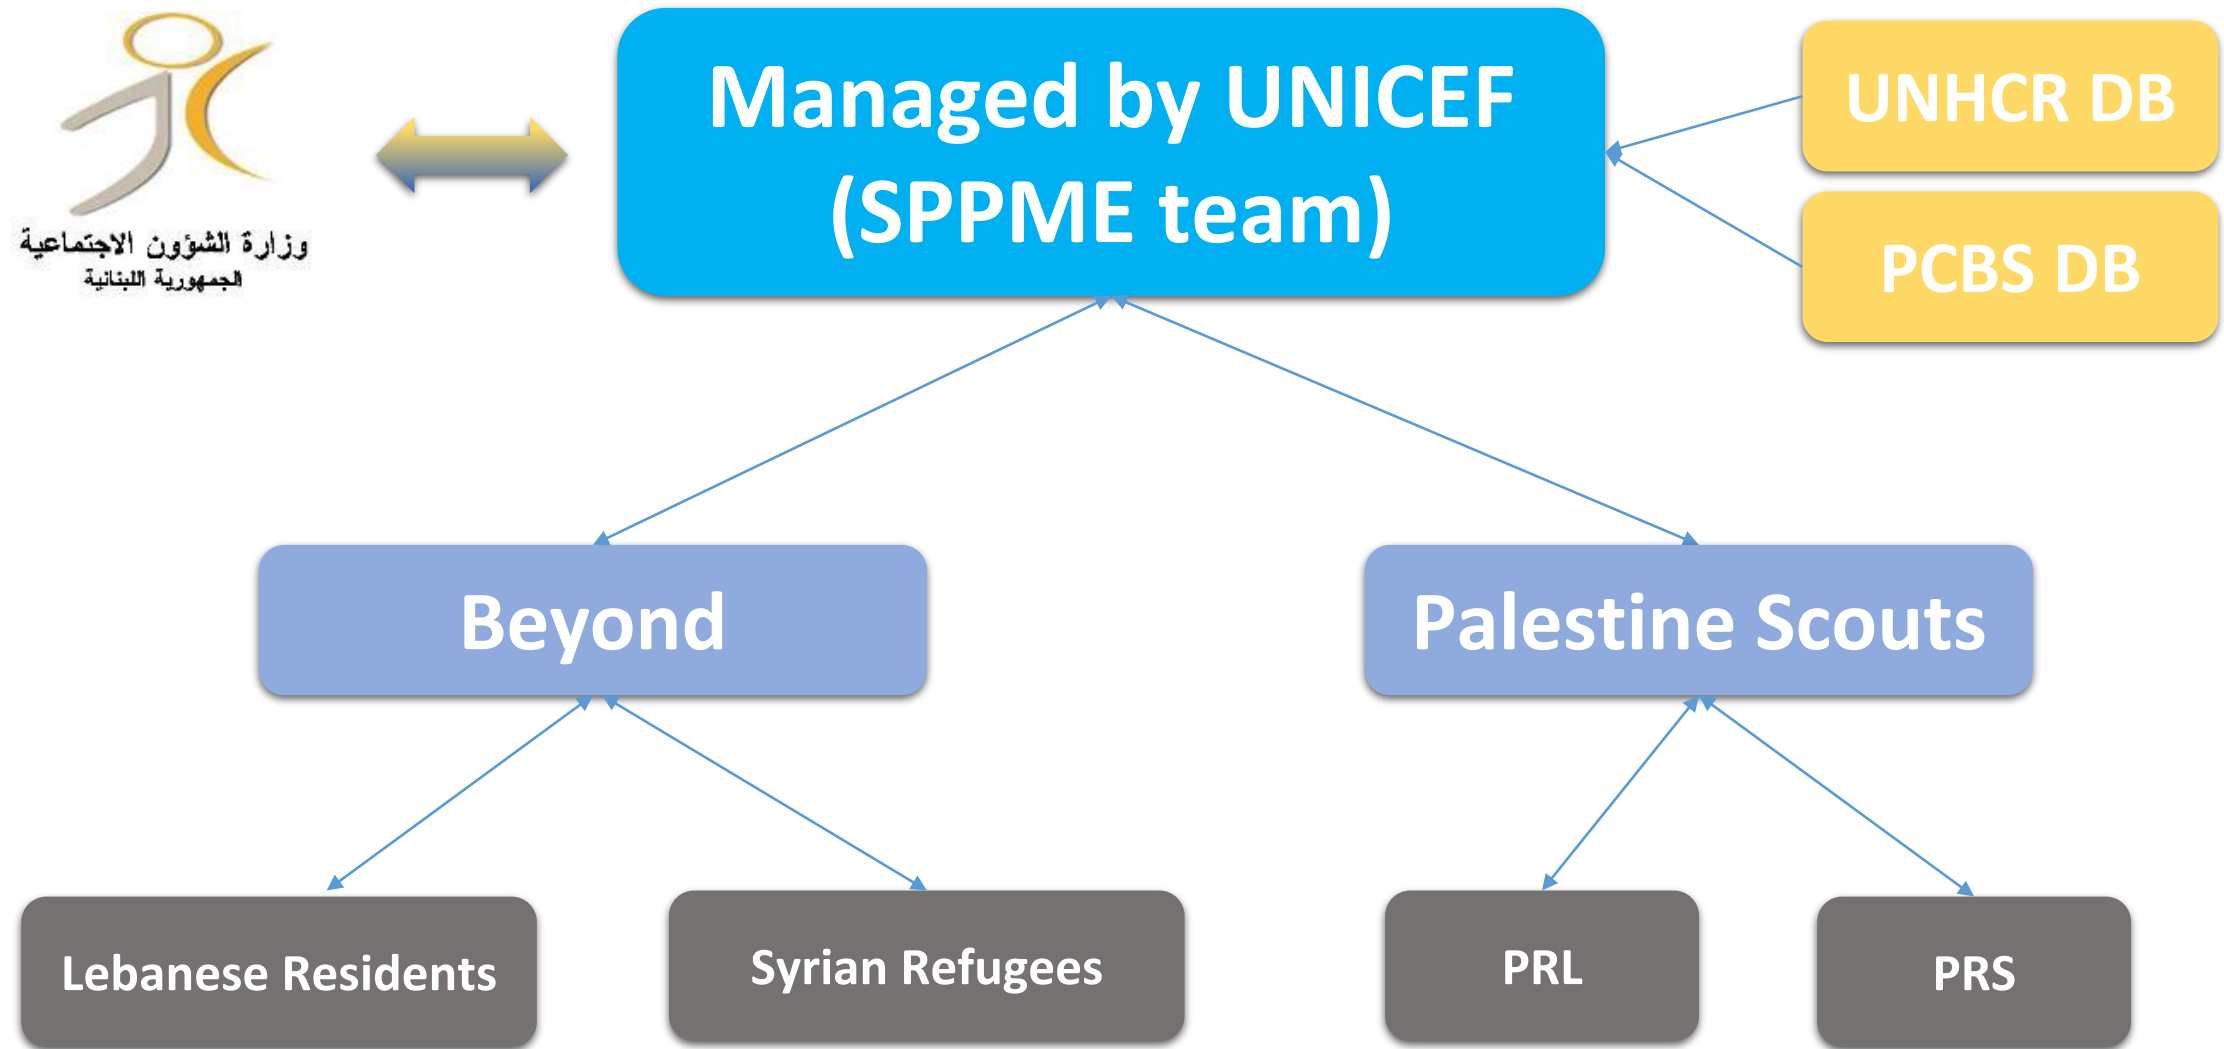 وزارة الشؤون الاجتماعية
الجمهورية اللبنانية
Managed by UNICEF
(SPPME team)
UNHCR DB
PCBS DB
Beyond
Palestine Scouts
Lebanese Residents
Syrian Refugees
PRL
PRS